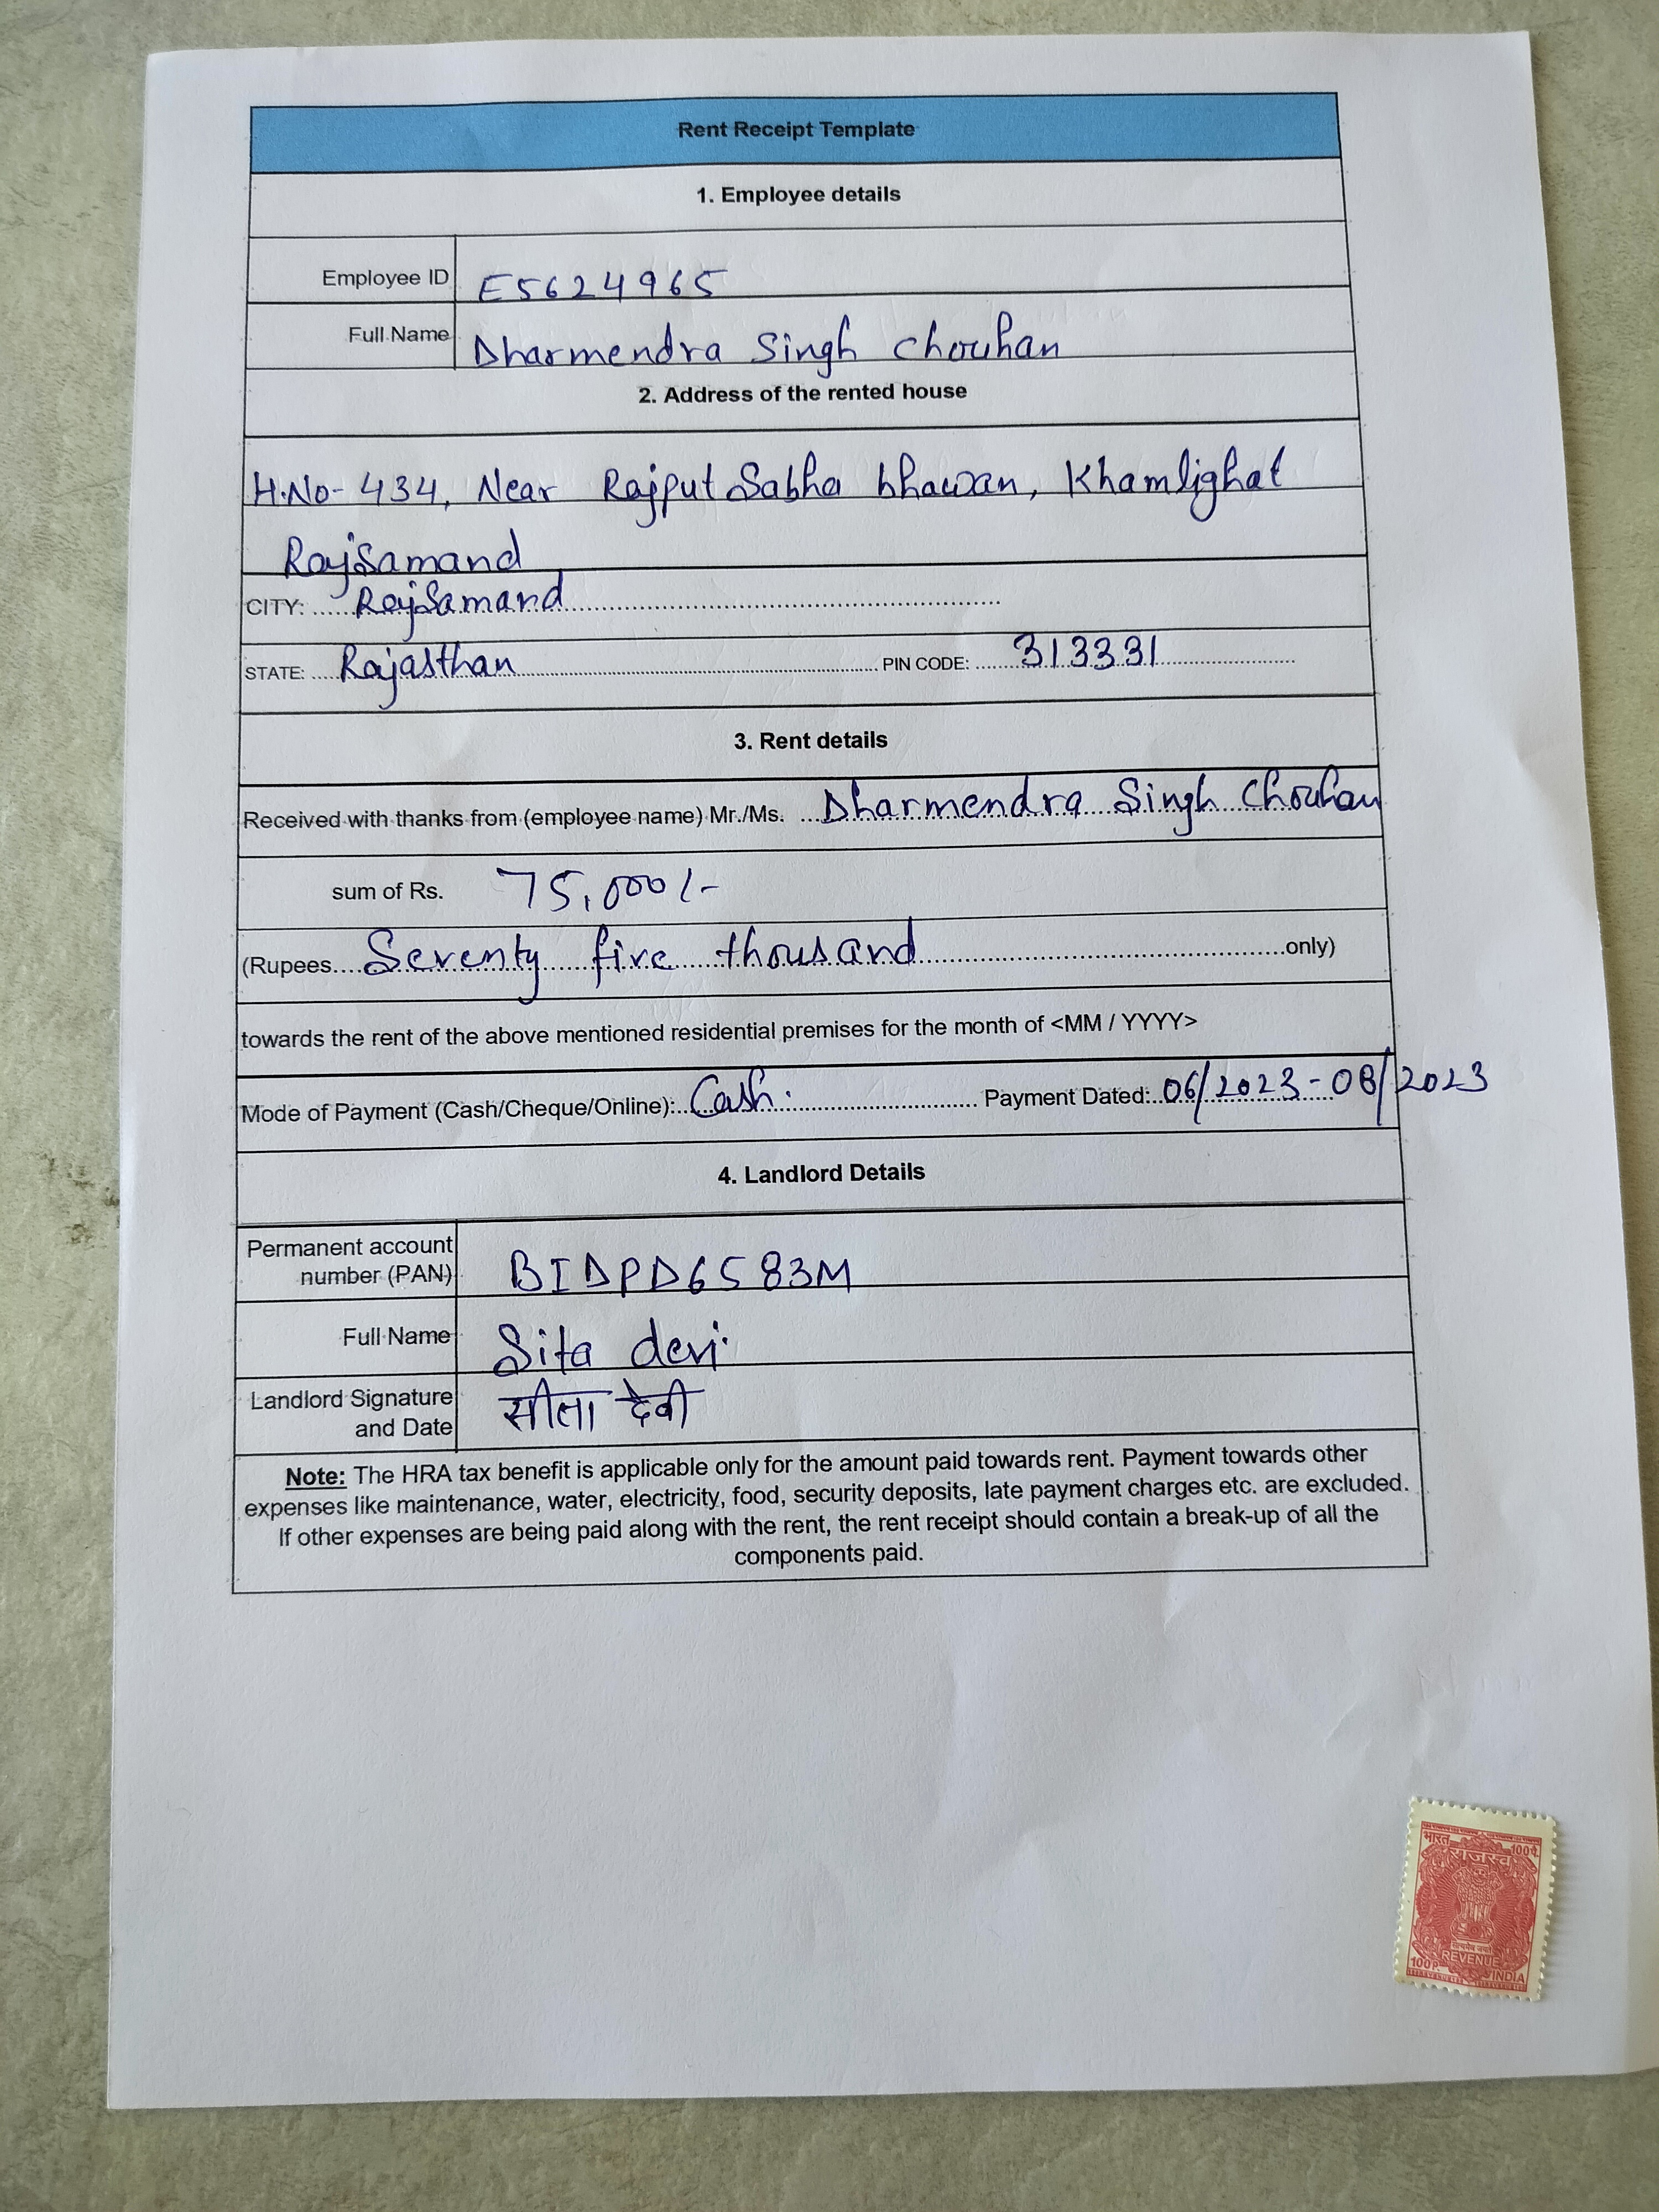 Rent Receipt Template
1. Employee details
Employee ID E5624965
Full Name Dharmendra Singh Chouhan
2. Address of the rented house
H.No- 434, Near Rajput Sabha bhawan, Khamlighat
Rajsamand
CITY: ...... Rajsamand ......
STATE: .... Rajasthan ...... PIN CODE: ...... 313331 ......
3. Rent details
Received with thanks from (employee name) Mr./Ms. ... Dharmendra Singh Chouhan
sum of Rs. 75,000/-
(Rupees.... Seventy five thousand ......only)
towards the rent of the above mentioned residential premises for the month of <MM / YYYY>
Mode of Payment (Cash/Cheque/Online):.. Cash. ...... Payment Dated:.. 06/2023-08/2023
4. Landlord Details
Permanent account
number (PAN) BIDPD6583M
Full Name Sita devi
Landlord Signature
and Date सीता देवी
Note: The HRA tax benefit is applicable only for the amount paid towards rent. Payment towards other
expenses like maintenance, water, electricity, food, security deposits, late payment charges etc. are excluded.
If other expenses are being paid along with the rent, the rent receipt should contain a break-up of all the
components paid.
भारत 100प.
राजस्व
REVENUE
100P. INDIA